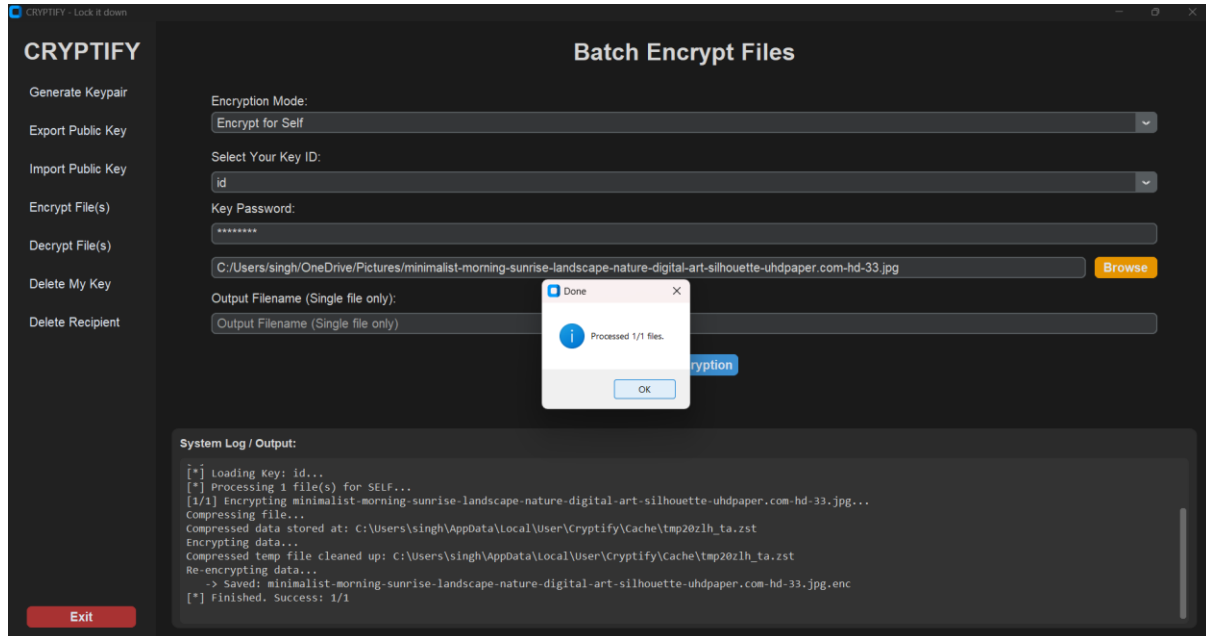 CRYPTIFY - Lock it down
CRYPTIFY
Generate Keypair
Export Public Key
Import Public Key
Encrypt File(s)
Decrypt File(s)
Delete My Key
Delete Recipient
Exit
Batch Encrypt Files
Encryption Mode:
Encrypt for Self
Select Your Key ID:
id
Key Password:
********
C:/Users/singh/OneDrive/Pictures/minimalist-morning-sunrise-landscape-nature-digital-art-silhouette-uhdpaper.com-hd-33.jpg
Browse
Output Filename (Single file only):
Output Filename (Single file only)
ryption
Done
Processed 1/1 files.
OK
System Log / Output:
[*] Loading Key: id...
[*] Processing 1 file(s) for SELF...
[1/1] Encrypting minimalist-morning-sunrise-landscape-nature-digital-art-silhouette-uhdpaper.com-hd-33.jpg...
Compressing file...
Compressed data stored at: C:\Users\singh\AppData\Local\User\Cryptify\Cache\tmp20zlh_ta.zst
Encrypting data...
Compressed temp file cleaned up: C:\Users\singh\AppData\Local\User\Cryptify\Cache\tmp20zlh_ta.zst
Re-encrypting data...
-> Saved: minimalist-morning-sunrise-landscape-nature-digital-art-silhouette-uhdpaper.com-hd-33.jpg.enc
[*] Finished. Success: 1/1